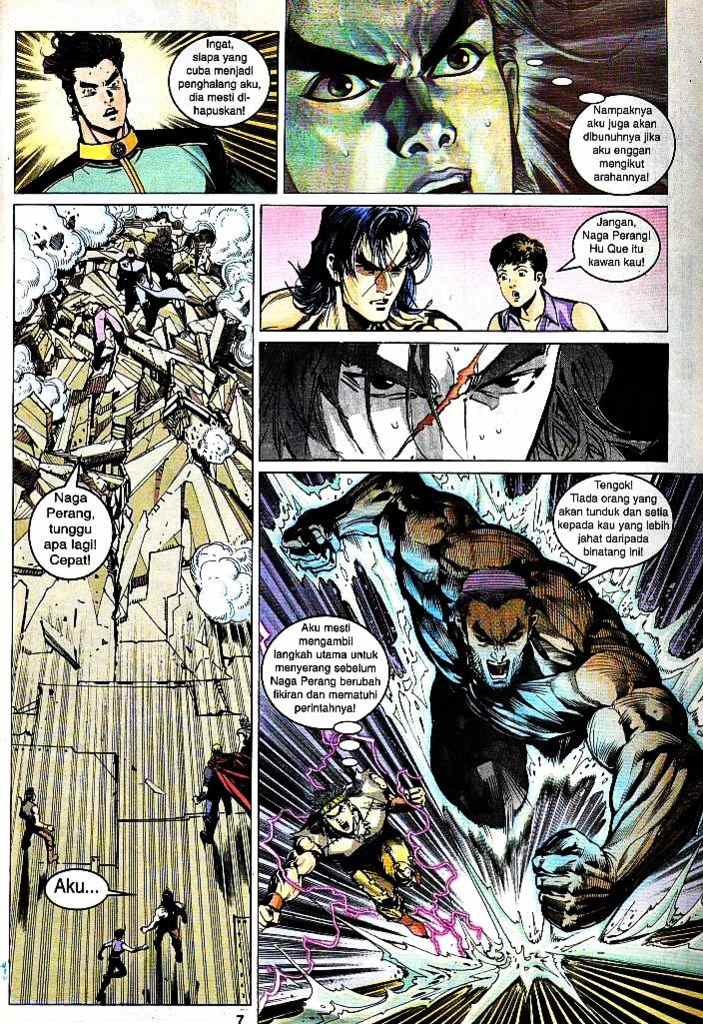 Ingat,
siapa yang
cuba menjadi
penghalang aku,
dia mesti di-
hapuskan!
Nampaknya
aku juga akan
dibunuhnya jika
aku enggan
mengikut
arahannya!
Jangan,
Naga Perang!
Hu Que itu
kawan kau!
Naga
Perang,
tunggu
apa lagi!
Cepat!
Aku...
Tengok!
Tiada orang yang
akan tunduk dan setia
kepada kau yang lebih
jahat daripada
binatang ini!
Aku mesti
mengambil
langkah utama untuk
menyerang sebelum
Naga Perang berubah
fikiran dan mematuhi
perintahnya!
7